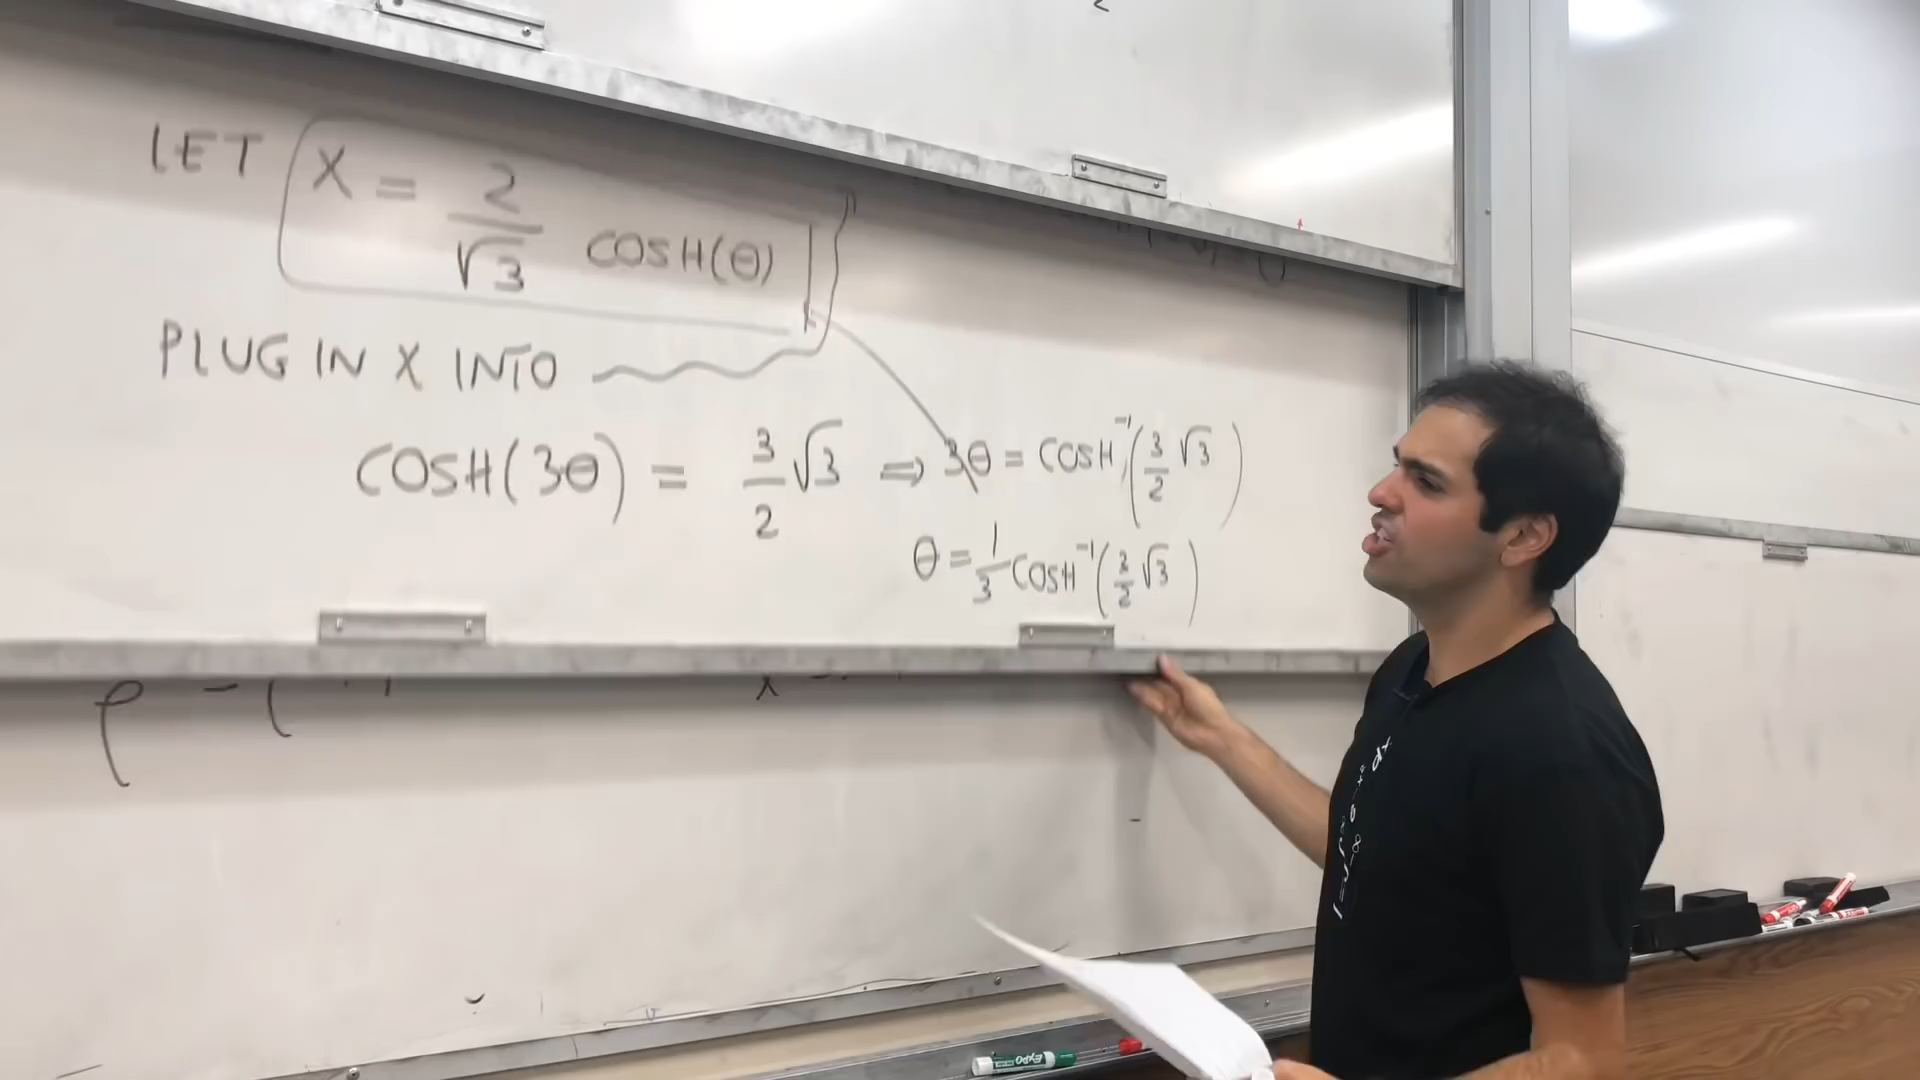 LET X = 2/√3 COSH(θ)
PLUG IN X INTO
COSH(3θ) = 3/2 √3 ⇒ 3θ = COSH⁻¹(3/2 √3)
θ = 1/3 COSH⁻¹(3/2 √3)
EXPO